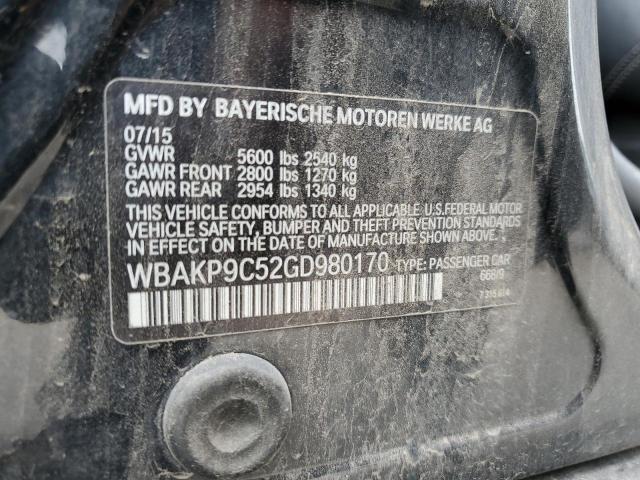 MFD BY BAYERISCHE MOTOREN WERKE AG
07/15
GVWR 5600 lbs 2540 kg
GAWR FRONT 2800 lbs 1270 kg
GAWR REAR 2954 lbs 1340 kg
THIS VEHICLE CONFORMS TO ALL APPLICABLE U.S.FEDERAL MOTOR
VEHICLE SAFETY, BUMPER AND THEFT PREVENTION STANDARDS
IN EFFECT ON THE DATE OF MANUFACTURE SHOWN ABOVE.
WBAKP9C52GD980170 TYPE: PASSENGER CAR